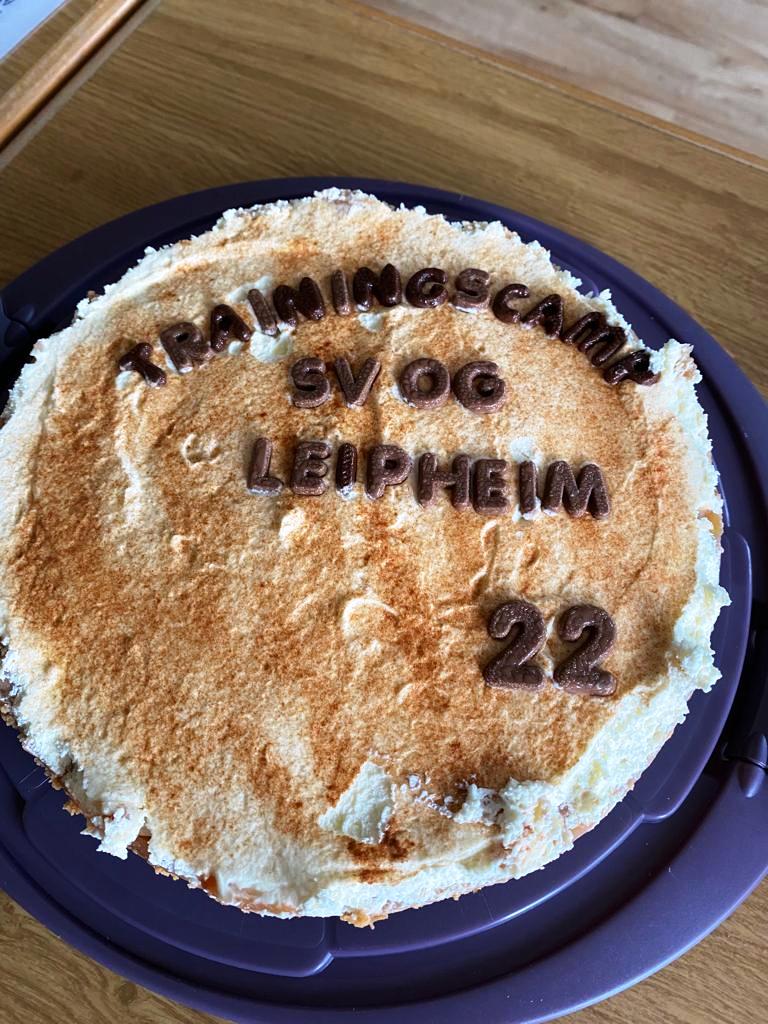 TRAININGSCAMP
SV OG
LEIPHEIM
22